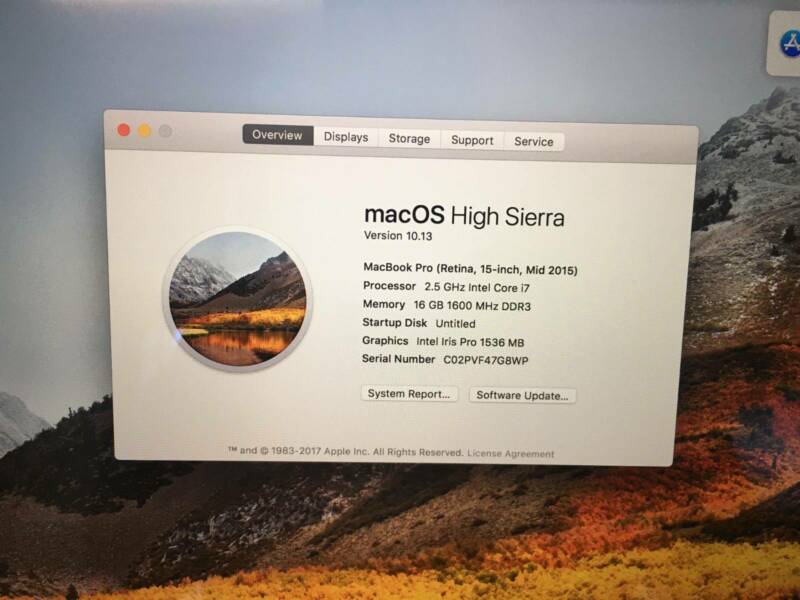 Overview Displays Storage Support Service
macOS High Sierra
Version 10.13
MacBook Pro (Retina, 15-inch, Mid 2015)
Processor 2.5 GHz Intel Core i7
Memory 16 GB 1600 MHz DDR3
Startup Disk Untitled
Graphics Intel Iris Pro 1536 MB
Serial Number C02PVF47G8WP
System Report... Software Update...
™ and © 1983-2017 Apple Inc. All Rights Reserved. License Agreement